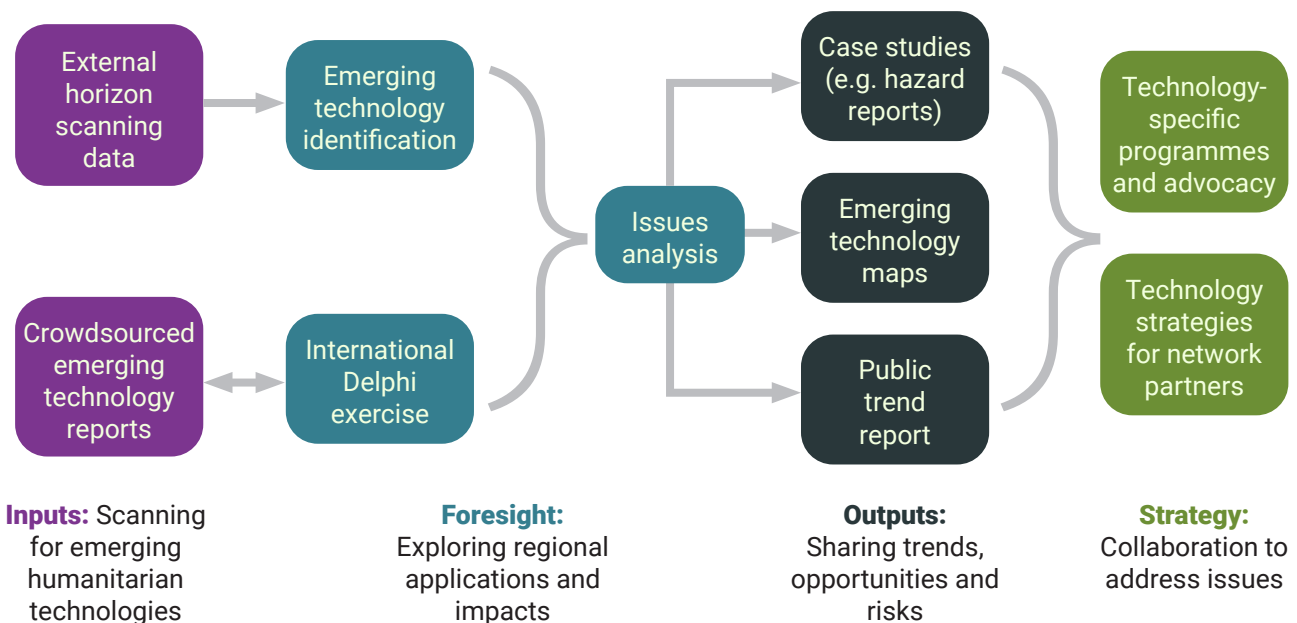 External
horizon
scanning
data
Emerging
technology
identification
Crowdsourced
emerging
technology
reports
International
Delphi
exercise
Issues
analysis
Case studies
(e.g. hazard
reports)
Emerging
technology
maps
Public
trend
report
Technology-
specific
programmes
and advocacy
Technology
strategies
for network
partners
Inputs: Scanning
for emerging
humanitarian
technologies
Foresight:
Exploring regional
applications and
impacts
Outputs:
Sharing trends,
opportunities and
risks
Strategy:
Collaboration to
address issues